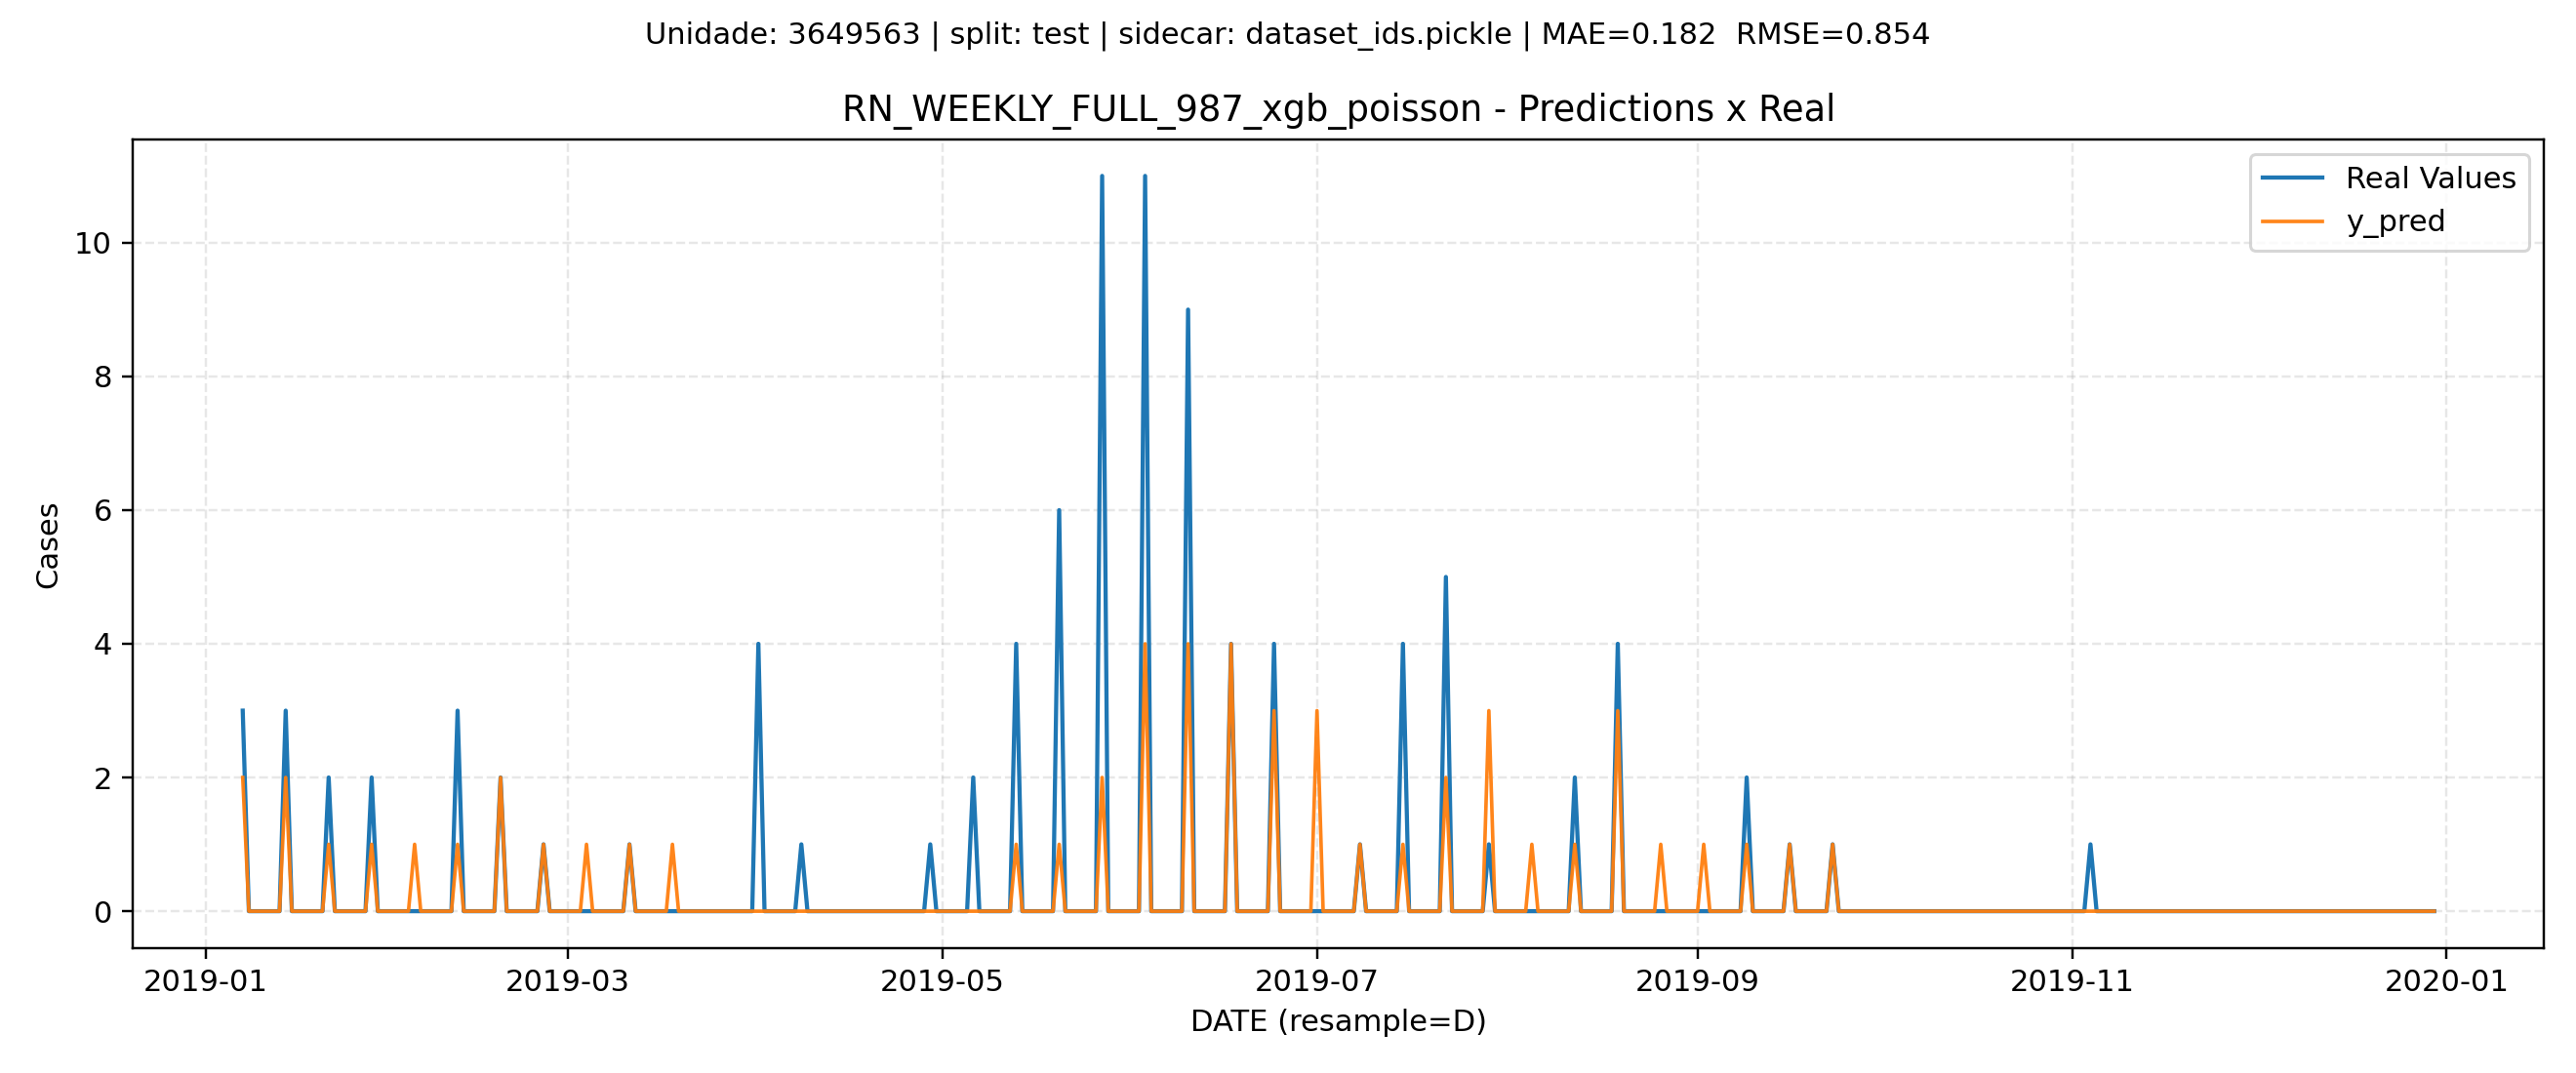 Unidade: 3649563 | split: test | sidecar: dataset_ids.pickle | MAE=0.182  RMSE=0.854
RN_WEEKLY_FULL_987_xgb_poisson - Predictions x Real
Real Values
y_pred
Cases
10
8
6
4
2
0
2019-01
2019-03
2019-05
2019-07
2019-09
2019-11
2020-01
DATE (resample=D)